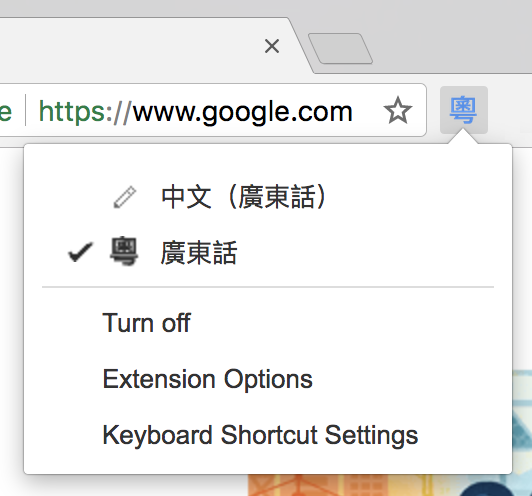 e https://www.google.com 粵
中文（廣東話）
粵 廣東話
Turn off
Extension Options
Keyboard Shortcut Settings